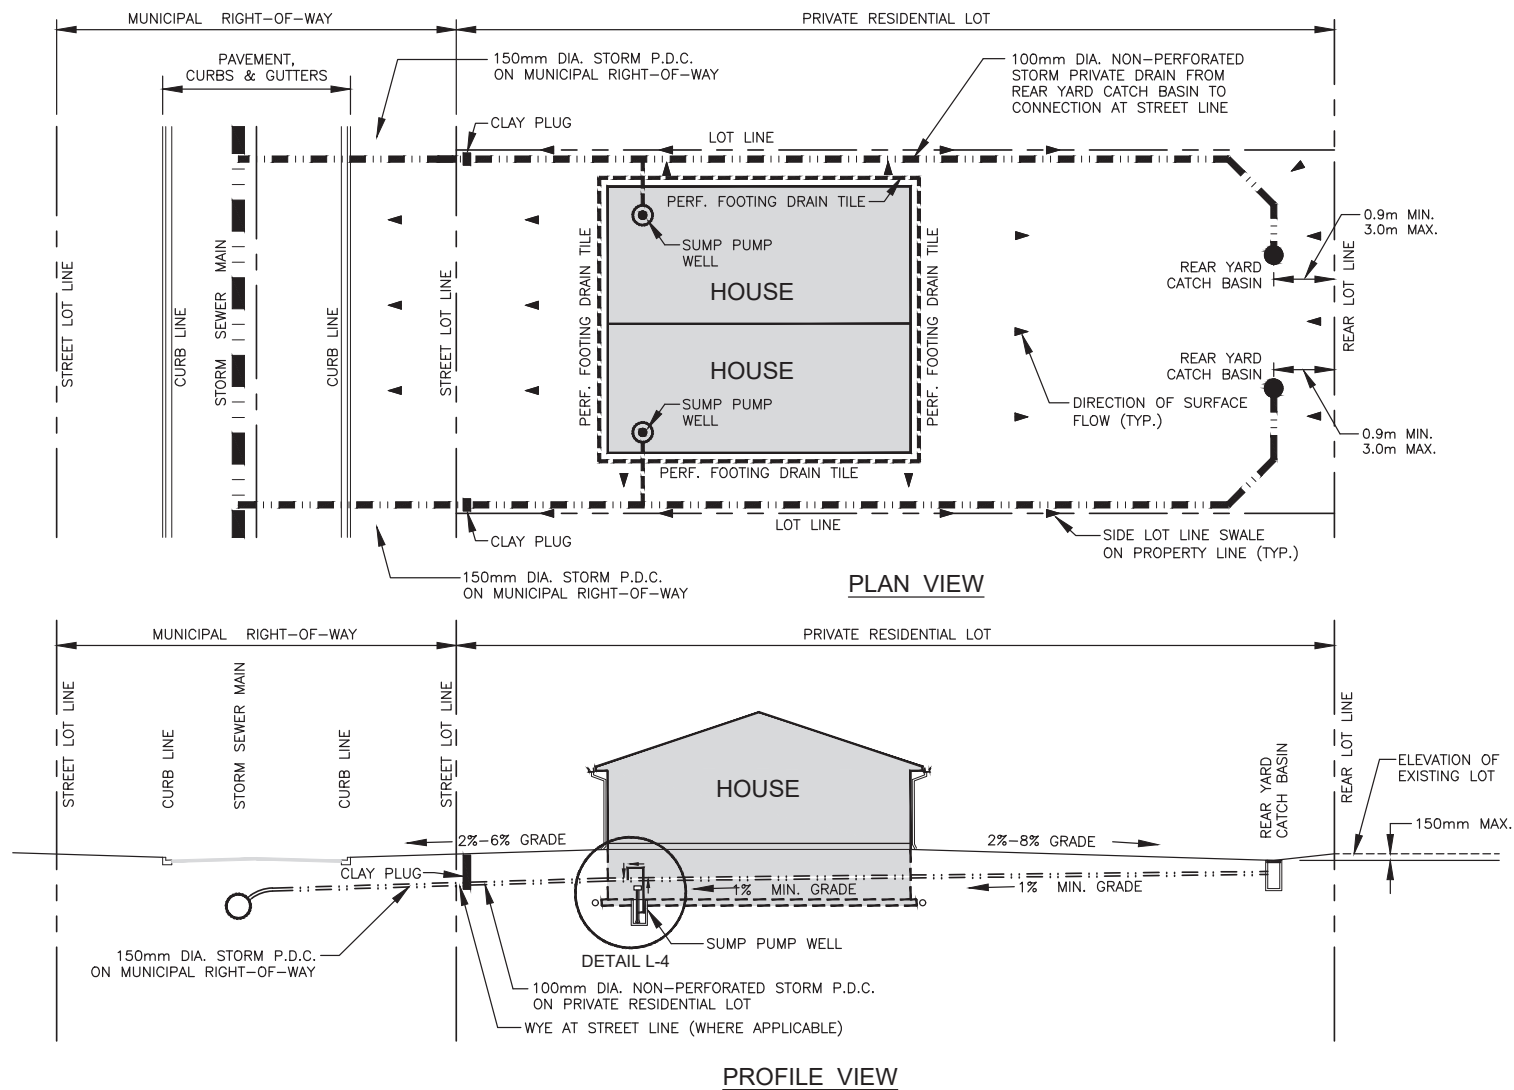 MUNICIPAL RIGHT-OF-WAY
PRIVATE RESIDENTIAL LOT
PAVEMENT,
CURBS & GUTTERS
150mm DIA. STORM P.D.C.
ON MUNICIPAL RIGHT-OF-WAY
100mm DIA. NON-PERFORATED
STORM PRIVATE DRAIN FROM
REAR YARD CATCH BASIN TO
CONNECTION AT STREET LINE
CLAY PLUG
LOT LINE
PERF. FOOTING DRAIN TILE
SUMP PUMP
WELL
HOUSE
HOUSE
SUMP PUMP
WELL
PERF. FOOTING DRAIN TILE
PERF. FOOTING DRAIN TILE
PERF. FOOTING DRAIN TILE
STREET LOT LINE
CURB LINE
STORM SEWER MAIN
CURB LINE
STREET LOT LINE
0.9m MIN.
3.0m MAX.
REAR YARD
CATCH BASIN
REAR LOT LINE
REAR YARD
CATCH BASIN
DIRECTION OF SURFACE
FLOW (TYP.)
0.9m MIN.
3.0m MAX.
LOT LINE
CLAY PLUG
SIDE LOT LINE SWALE
ON PROPERTY LINE (TYP.)
150mm DIA. STORM P.D.C.
ON MUNICIPAL RIGHT-OF-WAY
PLAN VIEW
MUNICIPAL RIGHT-OF-WAY
PRIVATE RESIDENTIAL LOT
STREET LOT LINE
CURB LINE
STORM SEWER MAIN
CURB LINE
STREET LOT LINE
HOUSE
REAR YARD
CATCH BASIN
REAR LOT LINE
ELEVATION OF
EXISTING LOT
150mm MAX.
2%-6% GRADE
2%-8% GRADE
CLAY PLUG
1% MIN. GRADE
1% MIN. GRADE
SUMP PUMP WELL
DETAIL L-4
150mm DIA. STORM P.D.C.
ON MUNICIPAL RIGHT-OF-WAY
100mm DIA. NON-PERFORATED STORM P.D.C.
ON PRIVATE RESIDENTIAL LOT
WYE AT STREET LINE (WHERE APPLICABLE)
PROFILE VIEW